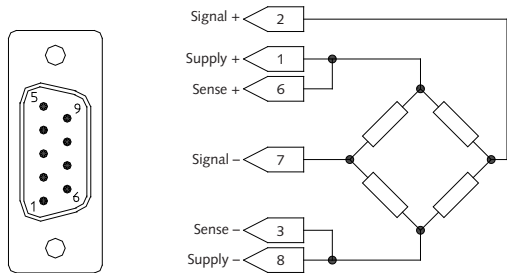 5
9
1
6
Signal + 2
Supply + 1
Sense + 6
Signal – 7
Sense – 3
Supply – 8